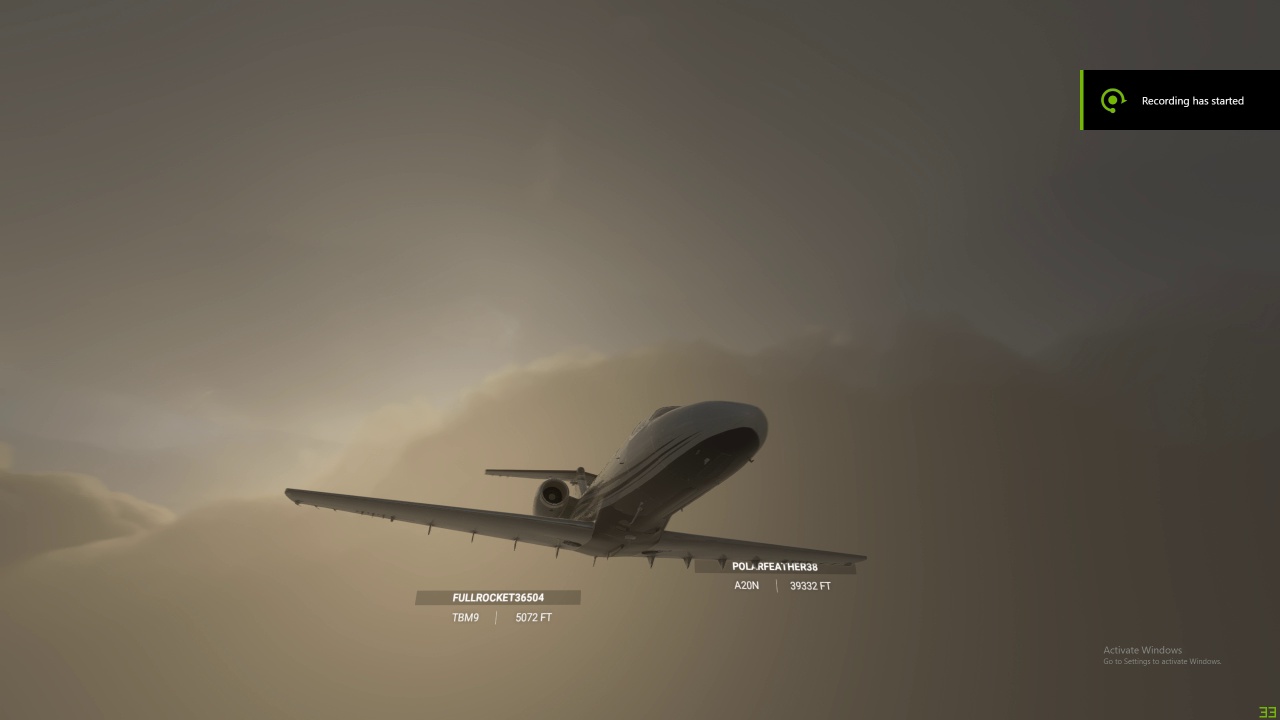 Recording has started
POLARFEATHER38
A20N | 39332 FT
FULLROCKET36504
TBM9 | 5072 FT
Activate Windows
Go to Settings to activate Windows.
33